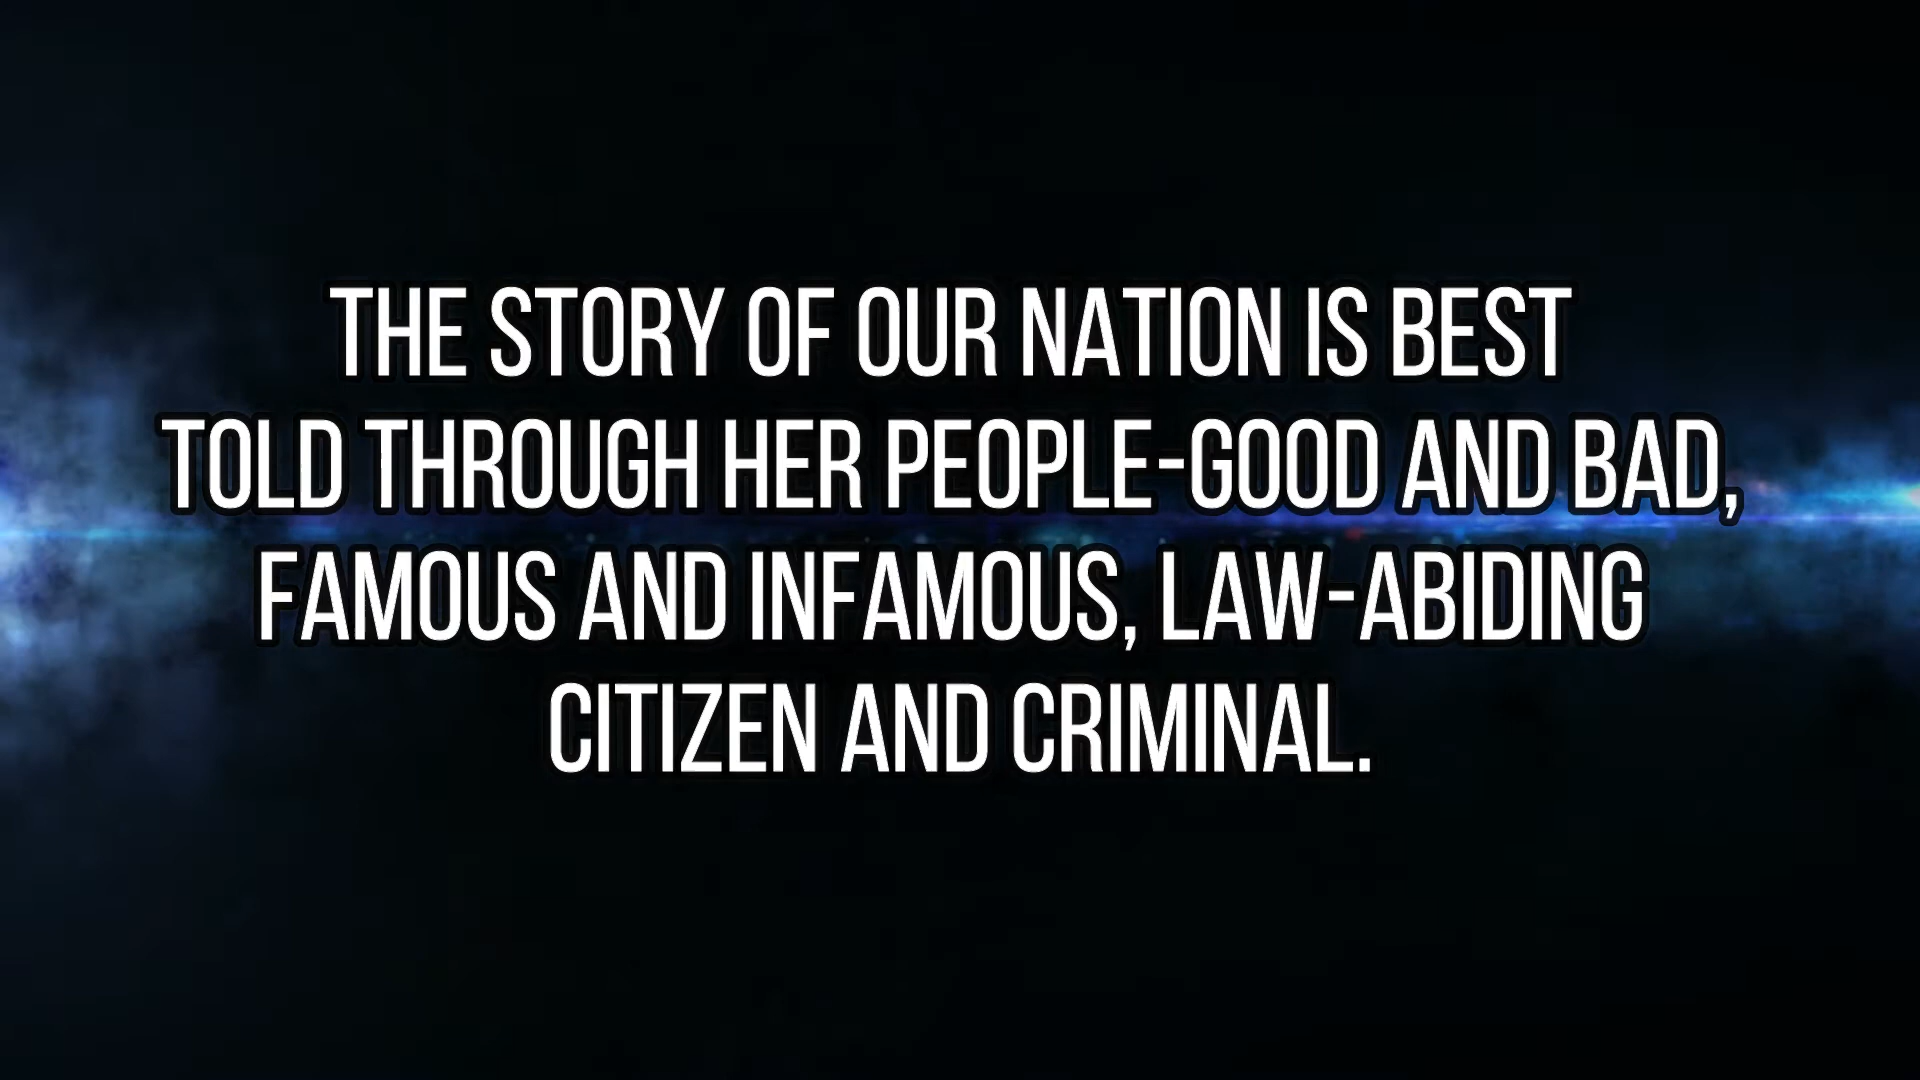 THE STORY OF OUR NATION IS BEST
TOLD THROUGH HER PEOPLE-GOOD AND BAD,
FAMOUS AND INFAMOUS, LAW-ABIDING
CITIZEN AND CRIMINAL.